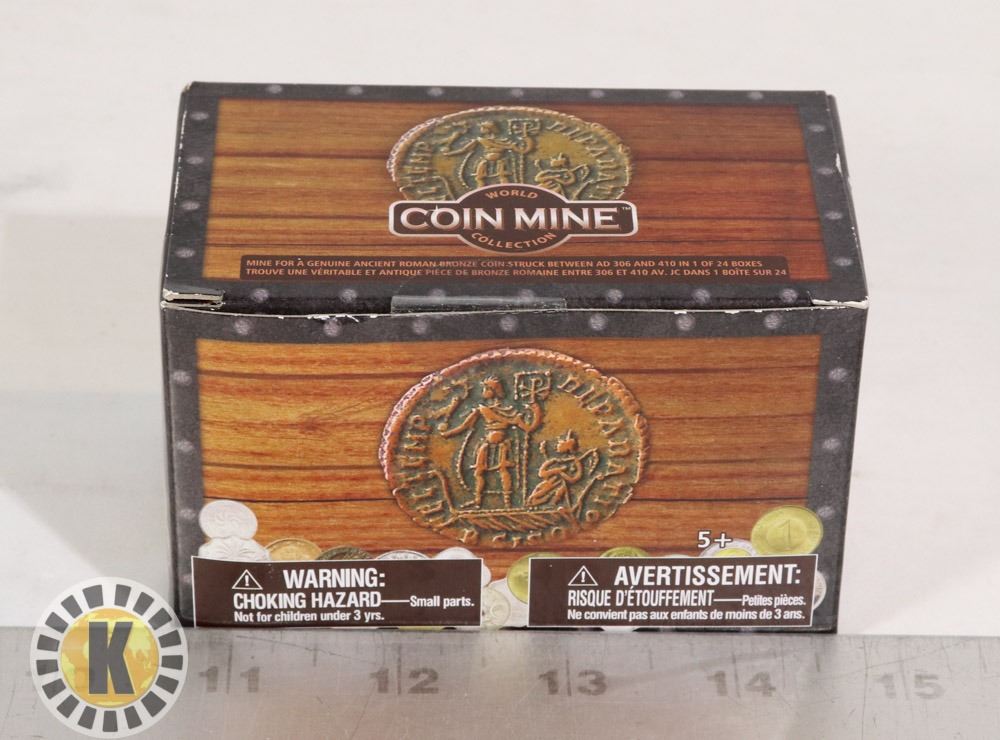 WORLD
COIN MINE™
COLLECTION
MINE FOR A GENUINE ANCIENT ROMAN BRONZE COIN STRUCK BETWEEN AD 306 AND 410 IN 1 OF 24 BOXES
TROUVE UNE VÉRITABLE ET ANTIQUE PIÈCE DE BRONZE ROMAINE ENTRE 306 ET 410 AV. JC DANS 1 BOÎTE SUR 24
5+
WARNING:
CHOKING HAZARD—Small parts.
Not for children under 3 yrs.
AVERTISSEMENT:
RISQUE D'ÉTOUFFEMENT—Petites pièces.
Ne convient pas aux enfants de moins de 3 ans.
K
11 12 13 14 15